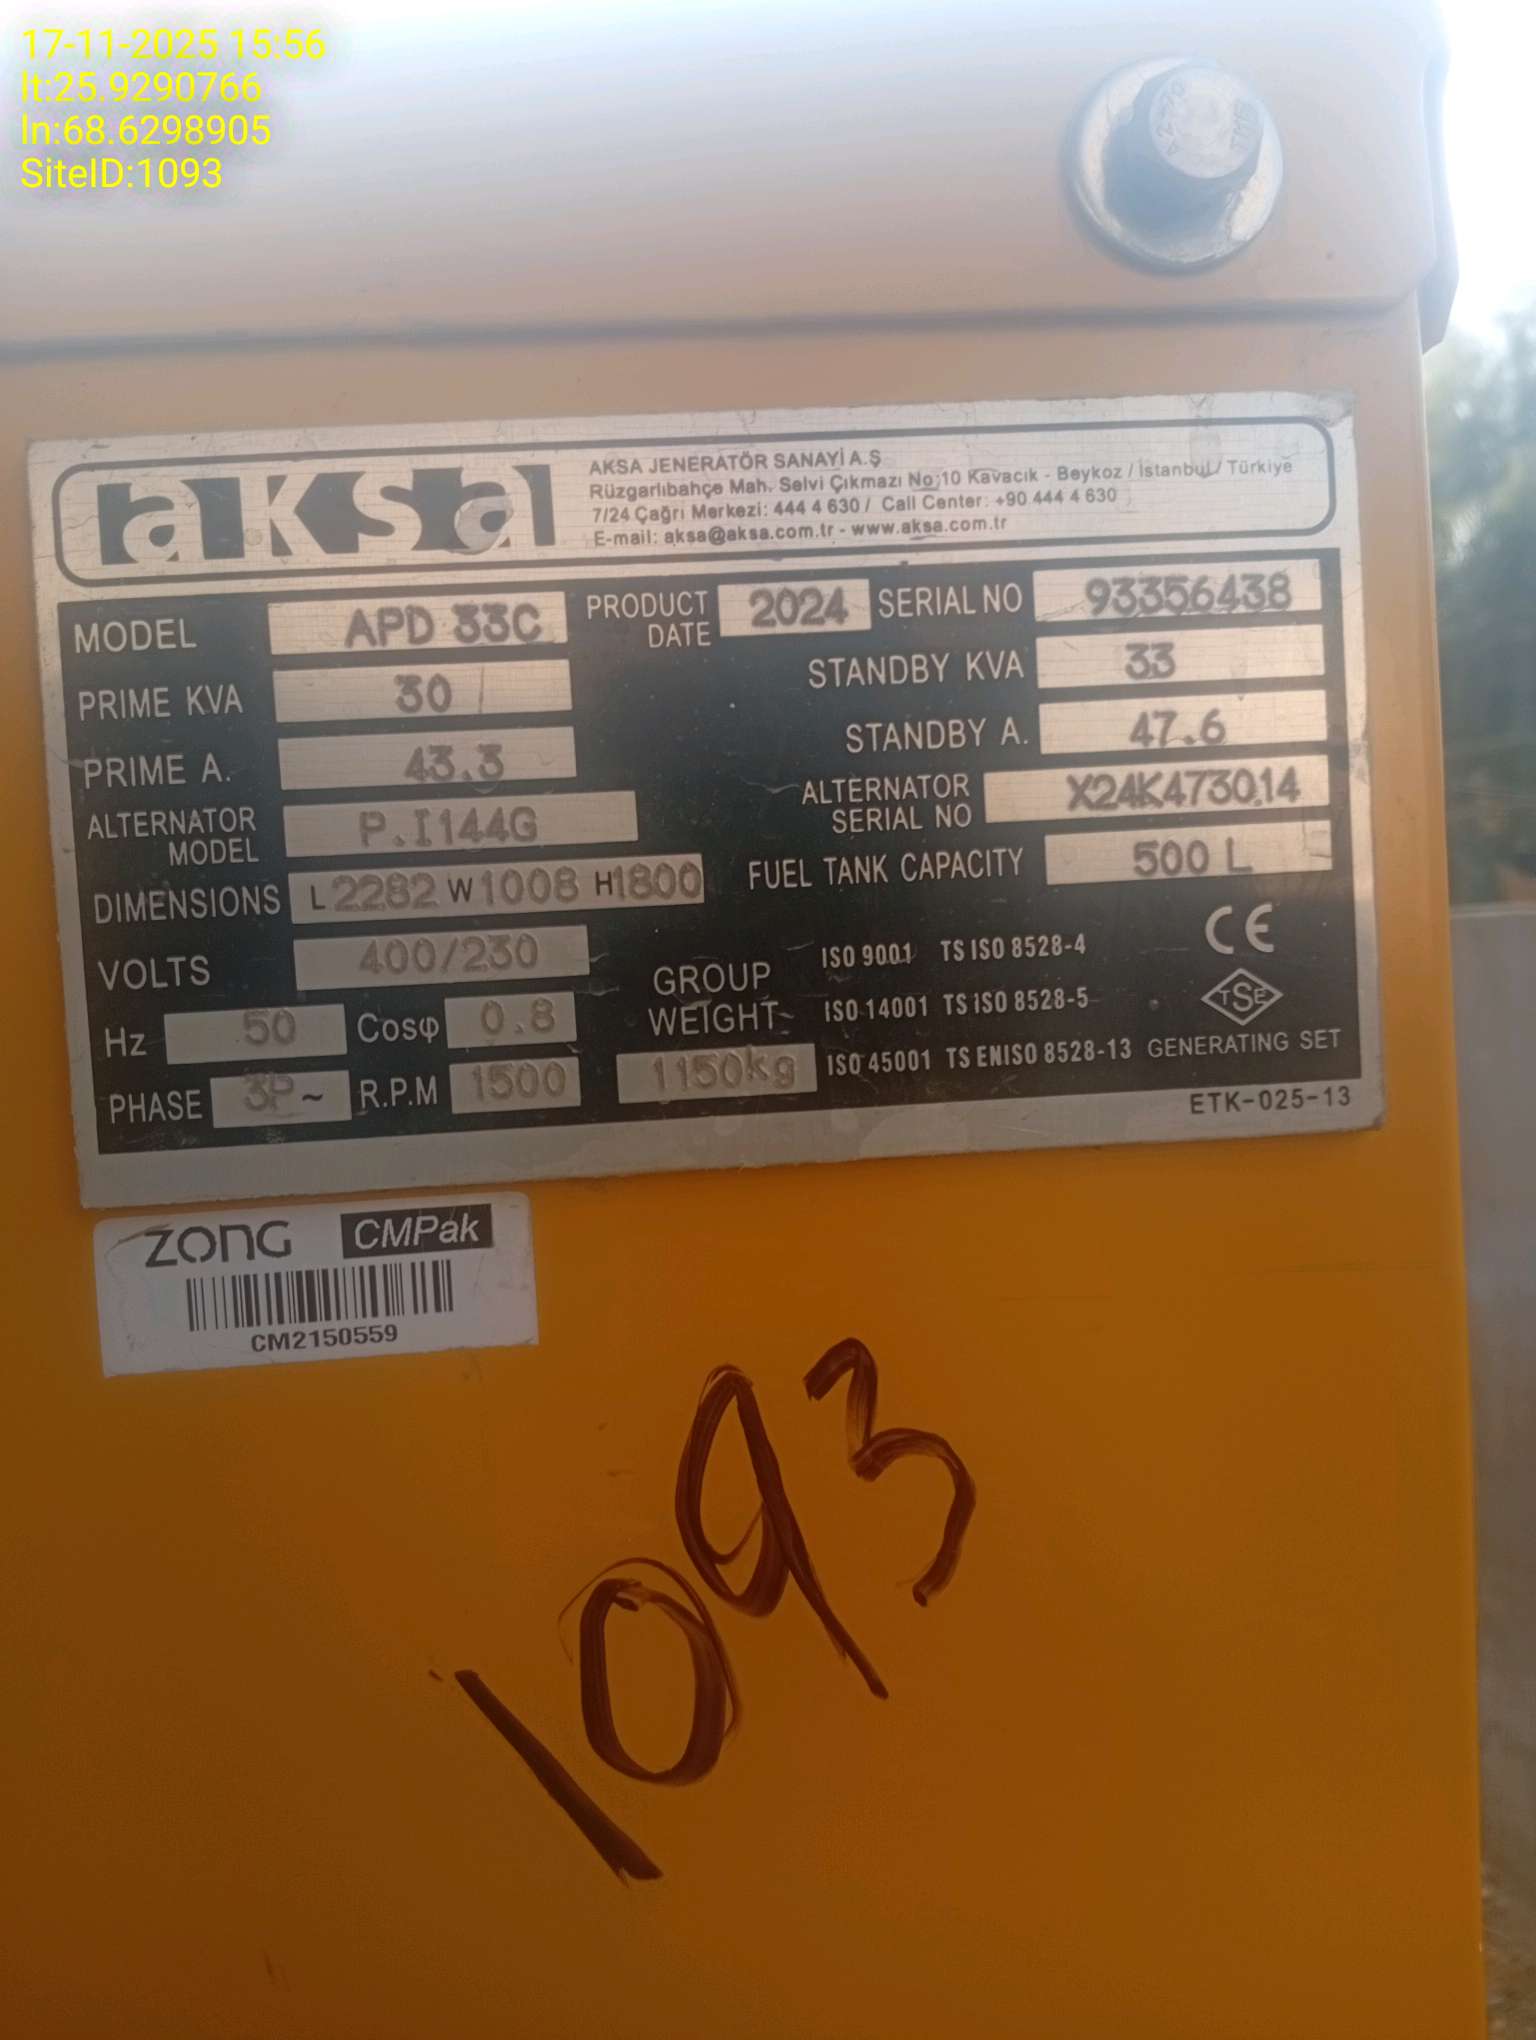 17-11-2025 15:56
lt:25.9290766
ln:68.6298905
SiteID:1093
aksa
AKSA JENERATÖR SANAYİ A.Ş
Rüzgarlıbahçe Mah. Selvi Çıkmazı No:10 Kavacık - Beykoz / İstanbul / Türkiye
7/24 Çağrı Merkezi: 444 4 630 / Call Center: +90 444 4 630
E-mail: aksa@aksa.com.tr - www.aksa.com.tr
MODEL APD 33C PRODUCT DATE 2024 SERIAL NO 93356438
PRIME KVA 30 STANDBY KVA 33
PRIME A. 43.3 STANDBY A. 47.6
ALTERNATOR MODEL P.I144G ALTERNATOR SERIAL NO X24K473014
DIMENSIONS L 2282 W 1008 H 1800 FUEL TANK CAPACITY 500 L
VOLTS 400/230 GROUP WEIGHT 1150kg
Hz 50 Cosφ 0.8
PHASE 3P~ R.P.M 1500
ISO 9001 TS ISO 8528-4 CE
ISO 14001 TS ISO 8528-5 TSE
ISO 45001 TS EN ISO 8528-13 GENERATING SET
ETK-025-13
ZONG CMPak
CM2150559
1093